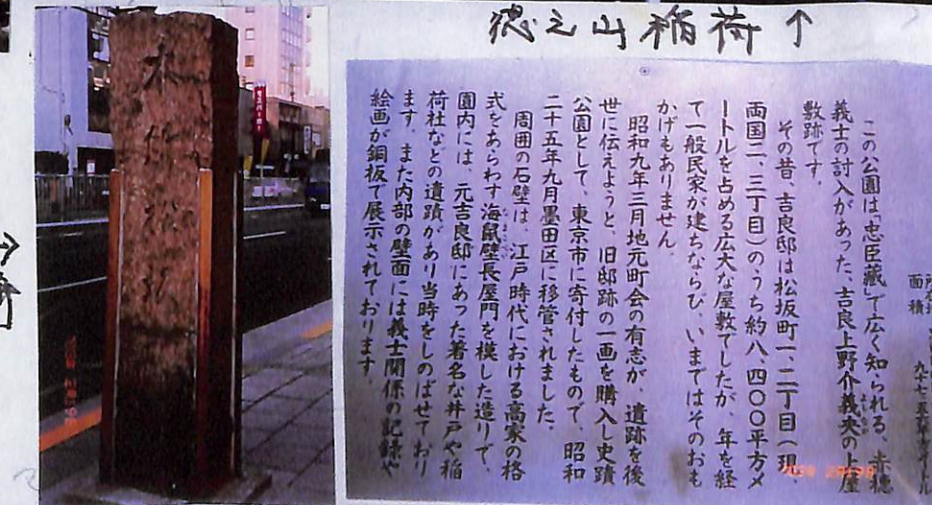 徳之山稲荷↑
この公園は「忠臣蔵」で広く知られる、赤穂
義士の討入があった、吉良上野介義央の上屋
敷跡です。
その昔、吉良邸は松坂町一、二丁目(現、
両国二、三丁目)のうち約八、四〇〇平方メ
ートルを占める広大な屋敷でしたが、年を経
て一般民家が建ちならび、いまではそのおも
かげもありません。
昭和九年三月地元町会の有志が、遺跡を後
世に伝えようと、旧邸跡の一画を購入し史蹟
公園として、東京市に寄付したもので、昭和
二十五年九月墨田区に移管されました。
周囲の石壁は、江戸時代における高家の格
式をあらわす海鼠壁長屋門を模した造りで、
園内には、元吉良邸にあった著名な井戸や稲
荷社などの遺蹟があり当時をしのばせており
ます。また内部の壁面には義士関係の記録や
絵画が銅板で展示されております。
面積